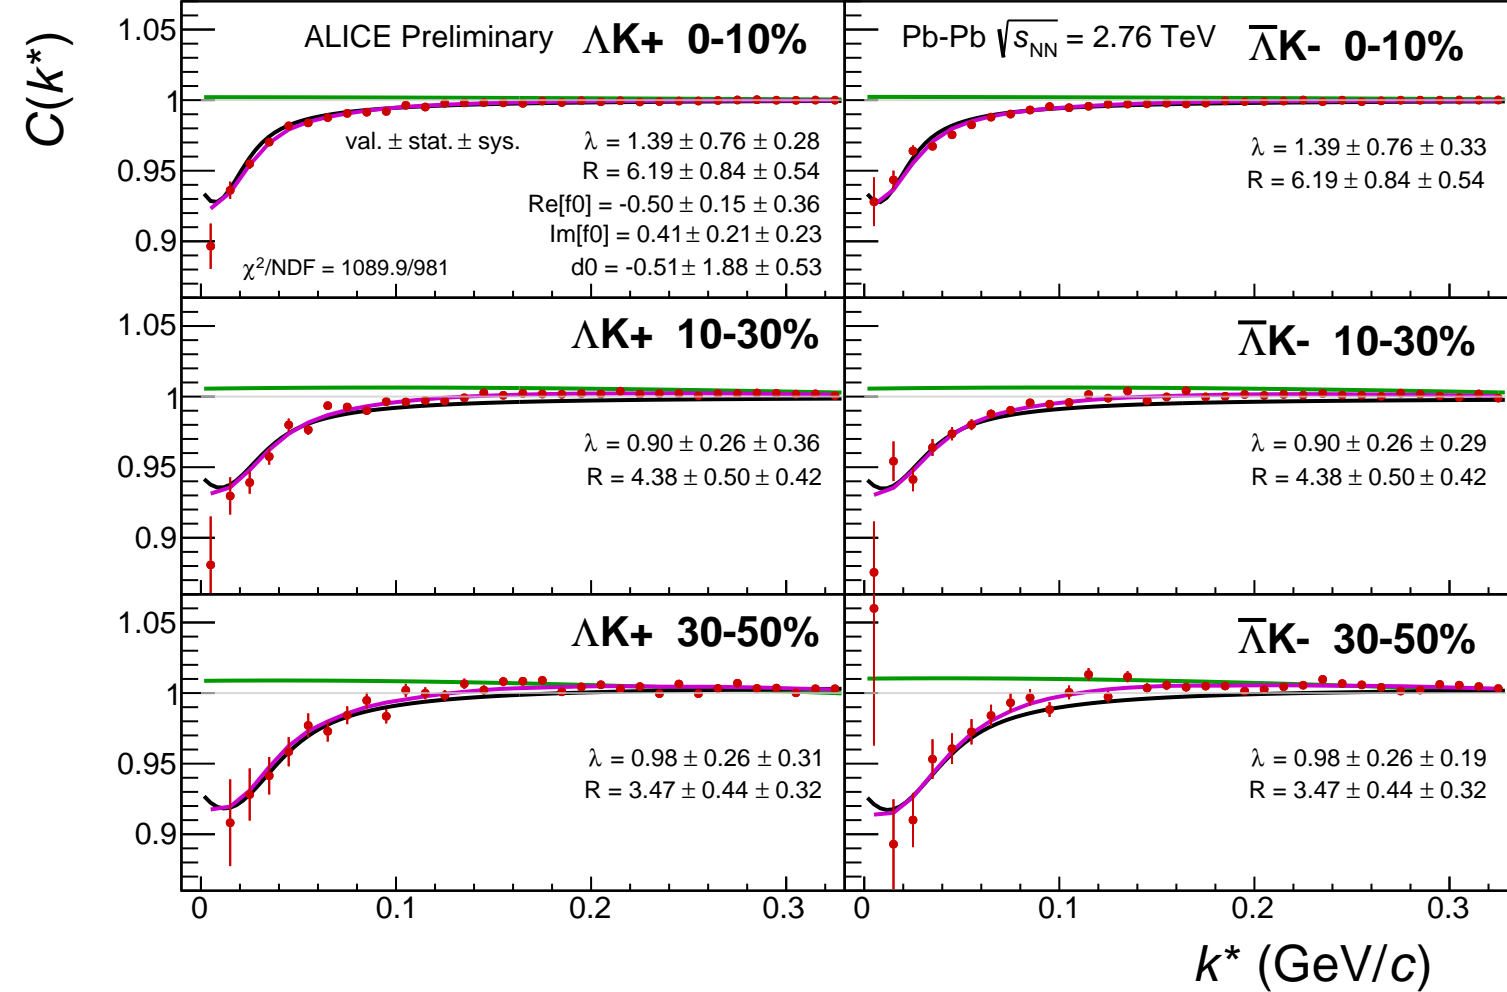 C(k*)
ALICE Preliminary ΛK+ 0-10%
val. ± stat. ± sys.
λ = 1.39 ± 0.76 ± 0.28
R = 6.19 ± 0.84 ± 0.54
Re[f0] = -0.50 ± 0.15 ± 0.36
Im[f0] = 0.41 ± 0.21 ± 0.23
χ²/NDF = 1089.9/981
d0 = -0.51 ± 1.88 ± 0.53
1.05
1
0.95
0.9
Pb-Pb √s_NN = 2.76 TeV Λ̅K- 0-10%
λ = 1.39 ± 0.76 ± 0.33
R = 6.19 ± 0.84 ± 0.54
ΛK+ 10-30%
λ = 0.90 ± 0.26 ± 0.36
R = 4.38 ± 0.50 ± 0.42
1.05
1
0.95
0.9
Λ̅K- 10-30%
λ = 0.90 ± 0.26 ± 0.29
R = 4.38 ± 0.50 ± 0.42
ΛK+ 30-50%
λ = 0.98 ± 0.26 ± 0.31
R = 3.47 ± 0.44 ± 0.32
1.05
1
0.95
0.9
Λ̅K- 30-50%
λ = 0.98 ± 0.26 ± 0.19
R = 3.47 ± 0.44 ± 0.32
0 0.1 0.2 0.3
0 0.1 0.2 0.3
k* (GeV/c)